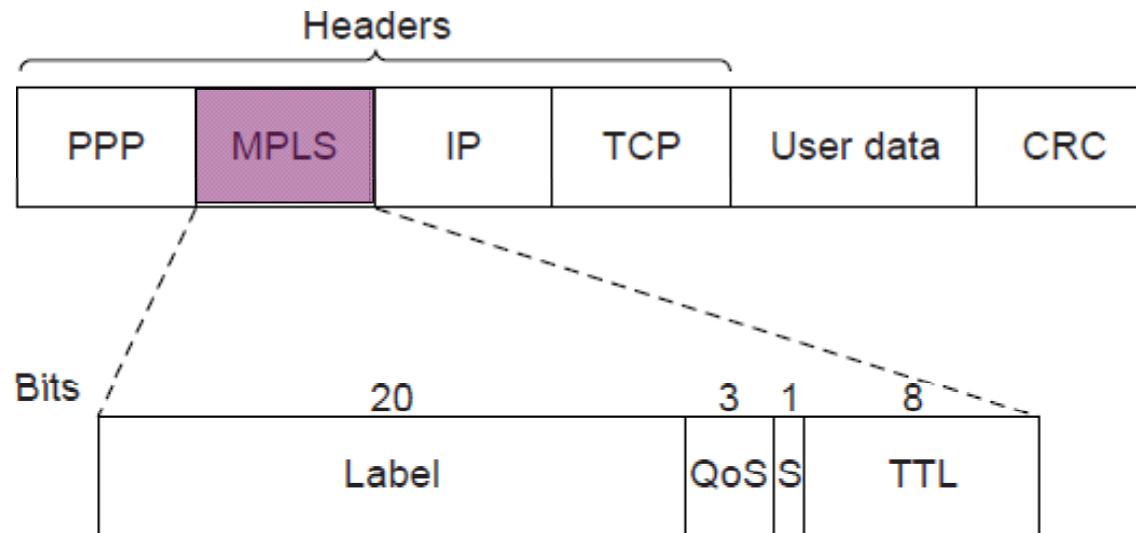 Headers
PPP MPLS IP TCP User data CRC
Bits 20 3 1 8
Label QoS S TTL